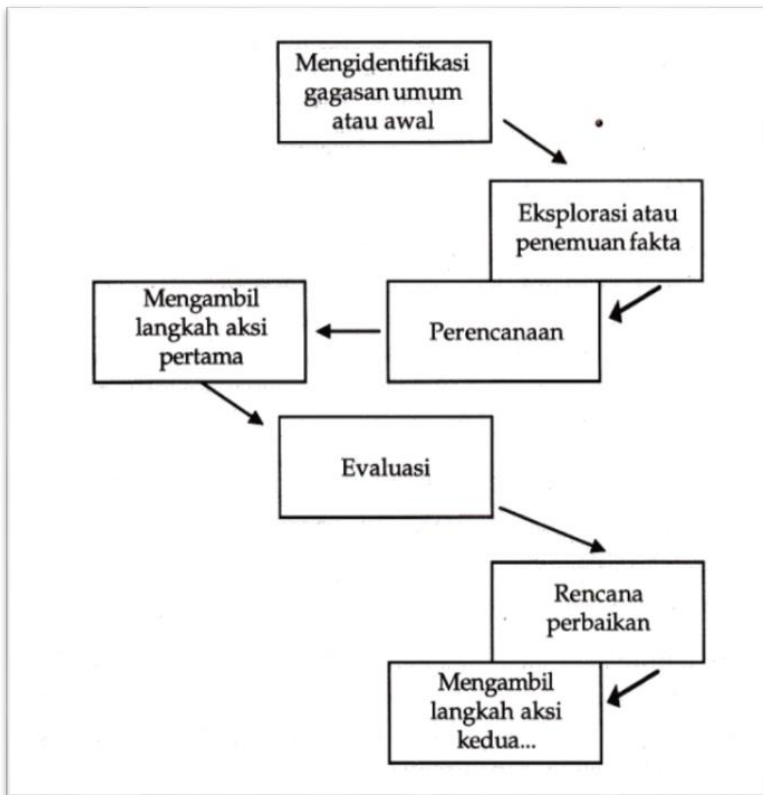 Mengidentifikasi
gagasan umum
atau awal
Eksplorasi atau
penemuan fakta
Mengambil
langkah aksi
pertama
Perencanaan
Evaluasi
Rencana
perbaikan
Mengambil
langkah aksi
kedua...